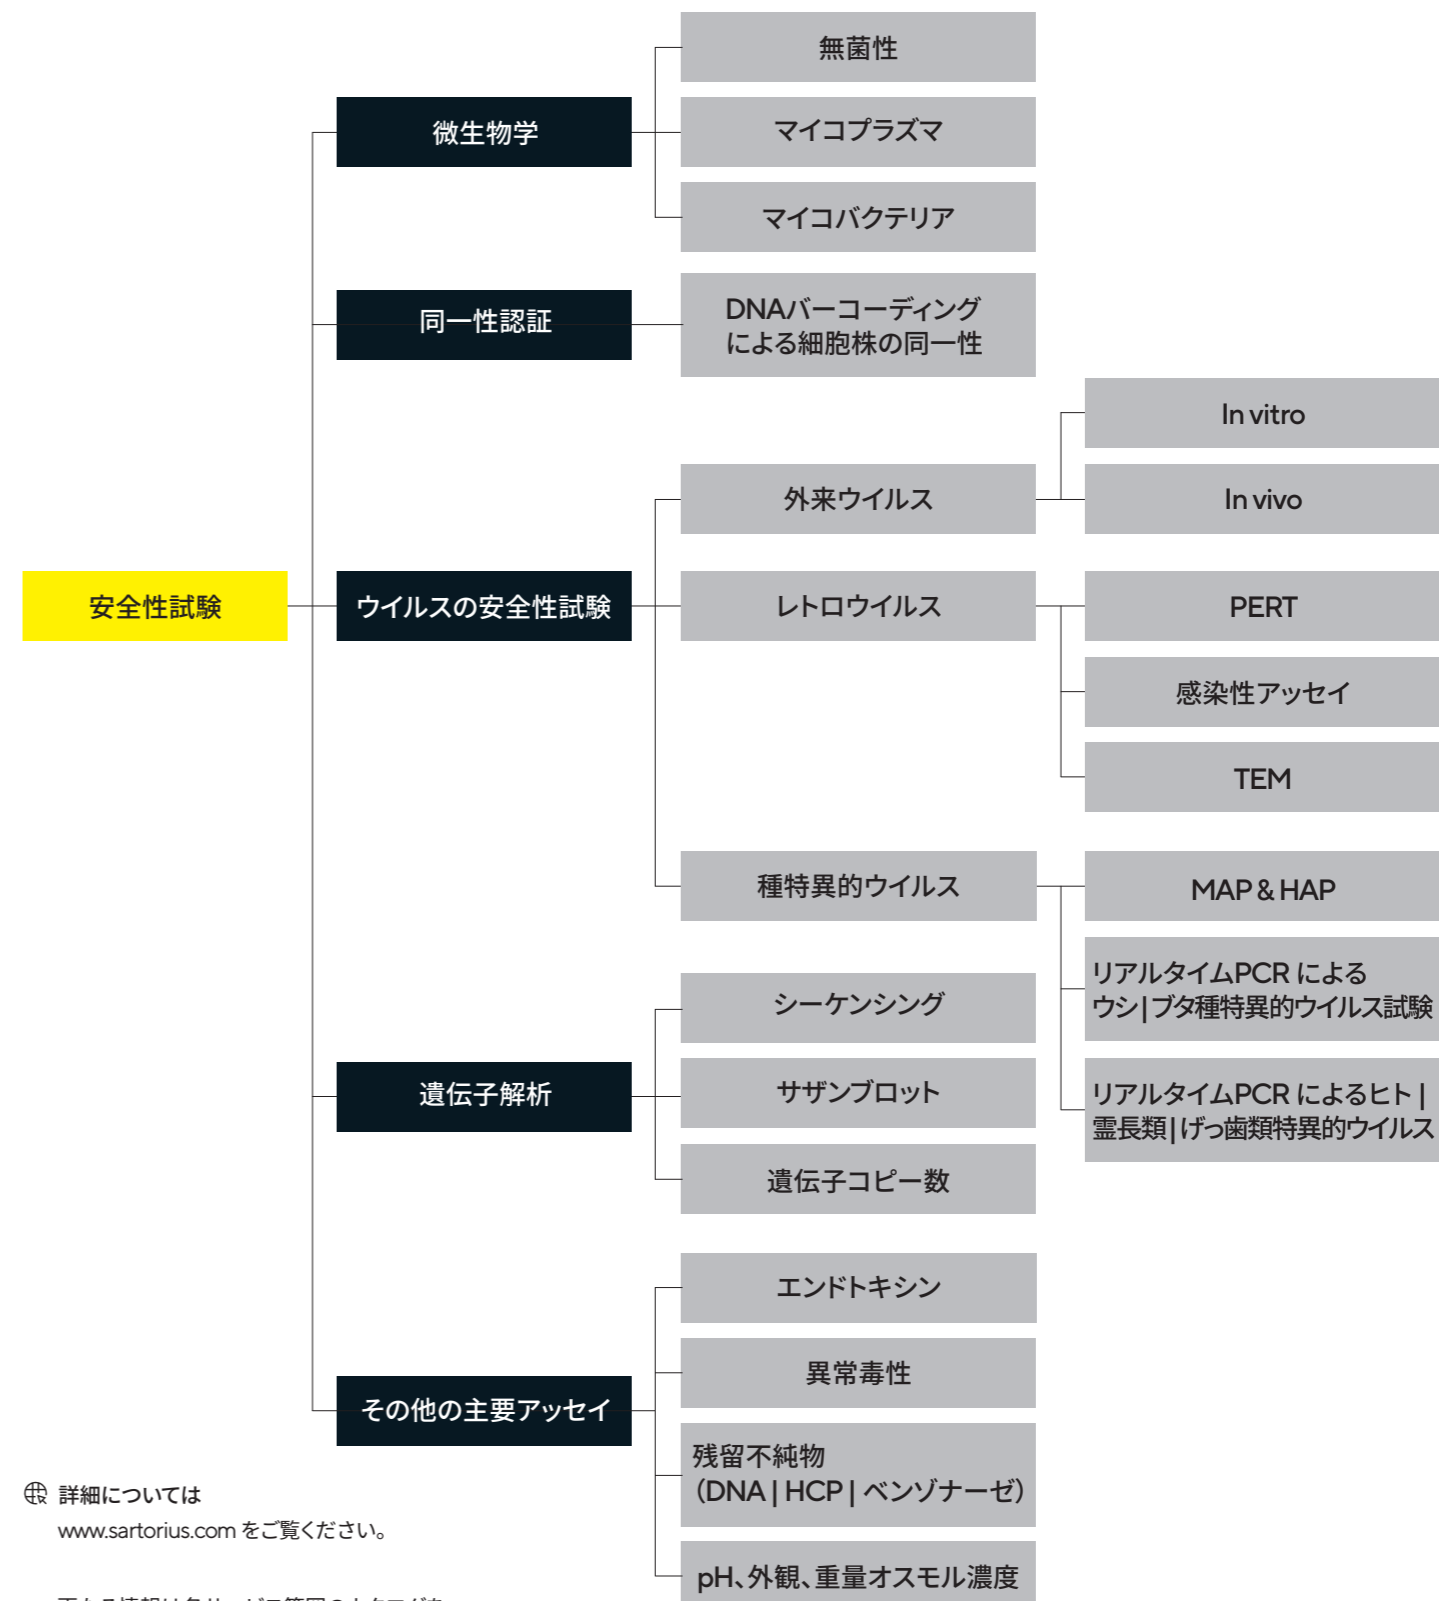 安全性試験
微生物学
無菌性
マイコプラズマ
マイコバクテリア
同一性認証
DNAバーコーディング
による細胞株の同一性
ウイルスの安全性試験
外来ウイルス
In vitro
In vivo
レトロウイルス
PERT
感染性アッセイ
TEM
種特異的ウイルス
MAP & HAP
リアルタイムPCR による
ウシ | ブタ種特異的ウイルス試験
リアルタイムPCR によるヒト |
霊長類 | げっ歯類特異的ウイルス
遺伝子解析
シーケンシング
サザンブロット
遺伝子コピー数
その他の主要アッセイ
エンドトキシン
異常毒性
残留不純物
（DNA | HCP | ベンゾナーゼ）
pH、外観、重量オスモル濃度
詳細については
www.sartorius.com をご覧ください。